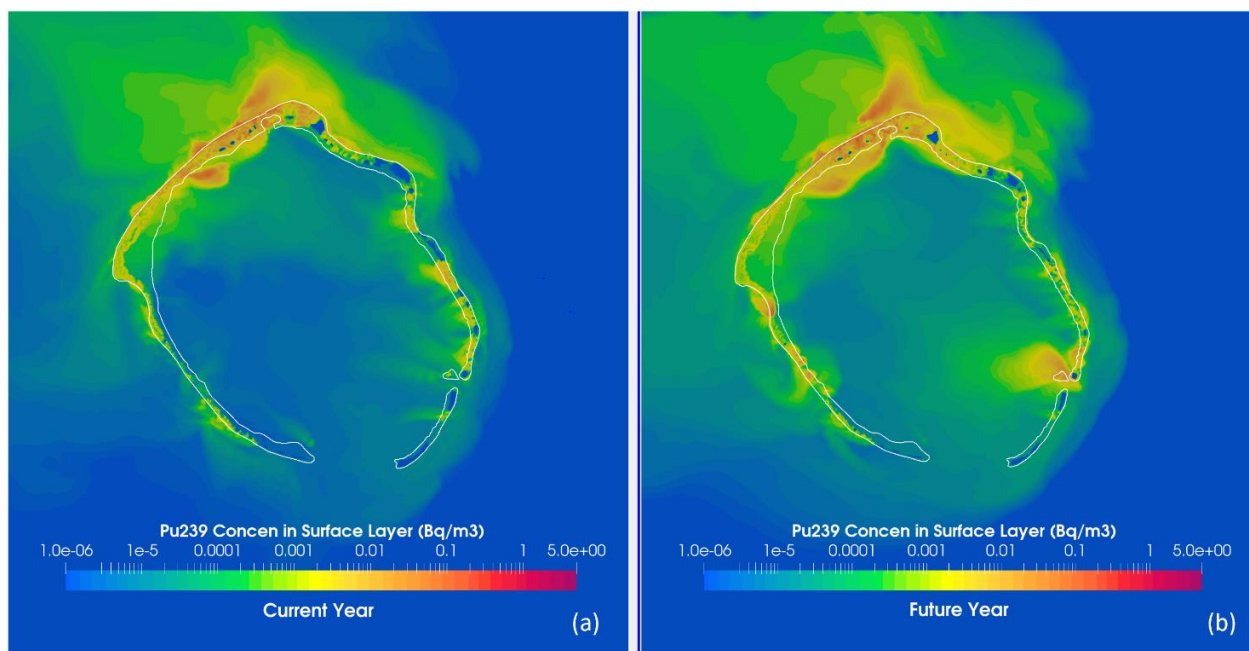 Pu239 Concen in Surface Layer (Bq/m3)
1.0e-06 1e-5 0.0001 0.001 0.01 0.1 1 5.0e+00
Current Year
(a)
Pu239 Concen in Surface Layer (Bq/m3)
1.0e-06 1e-5 0.0001 0.001 0.01 0.1 1 5.0e+00
Future Year
(b)